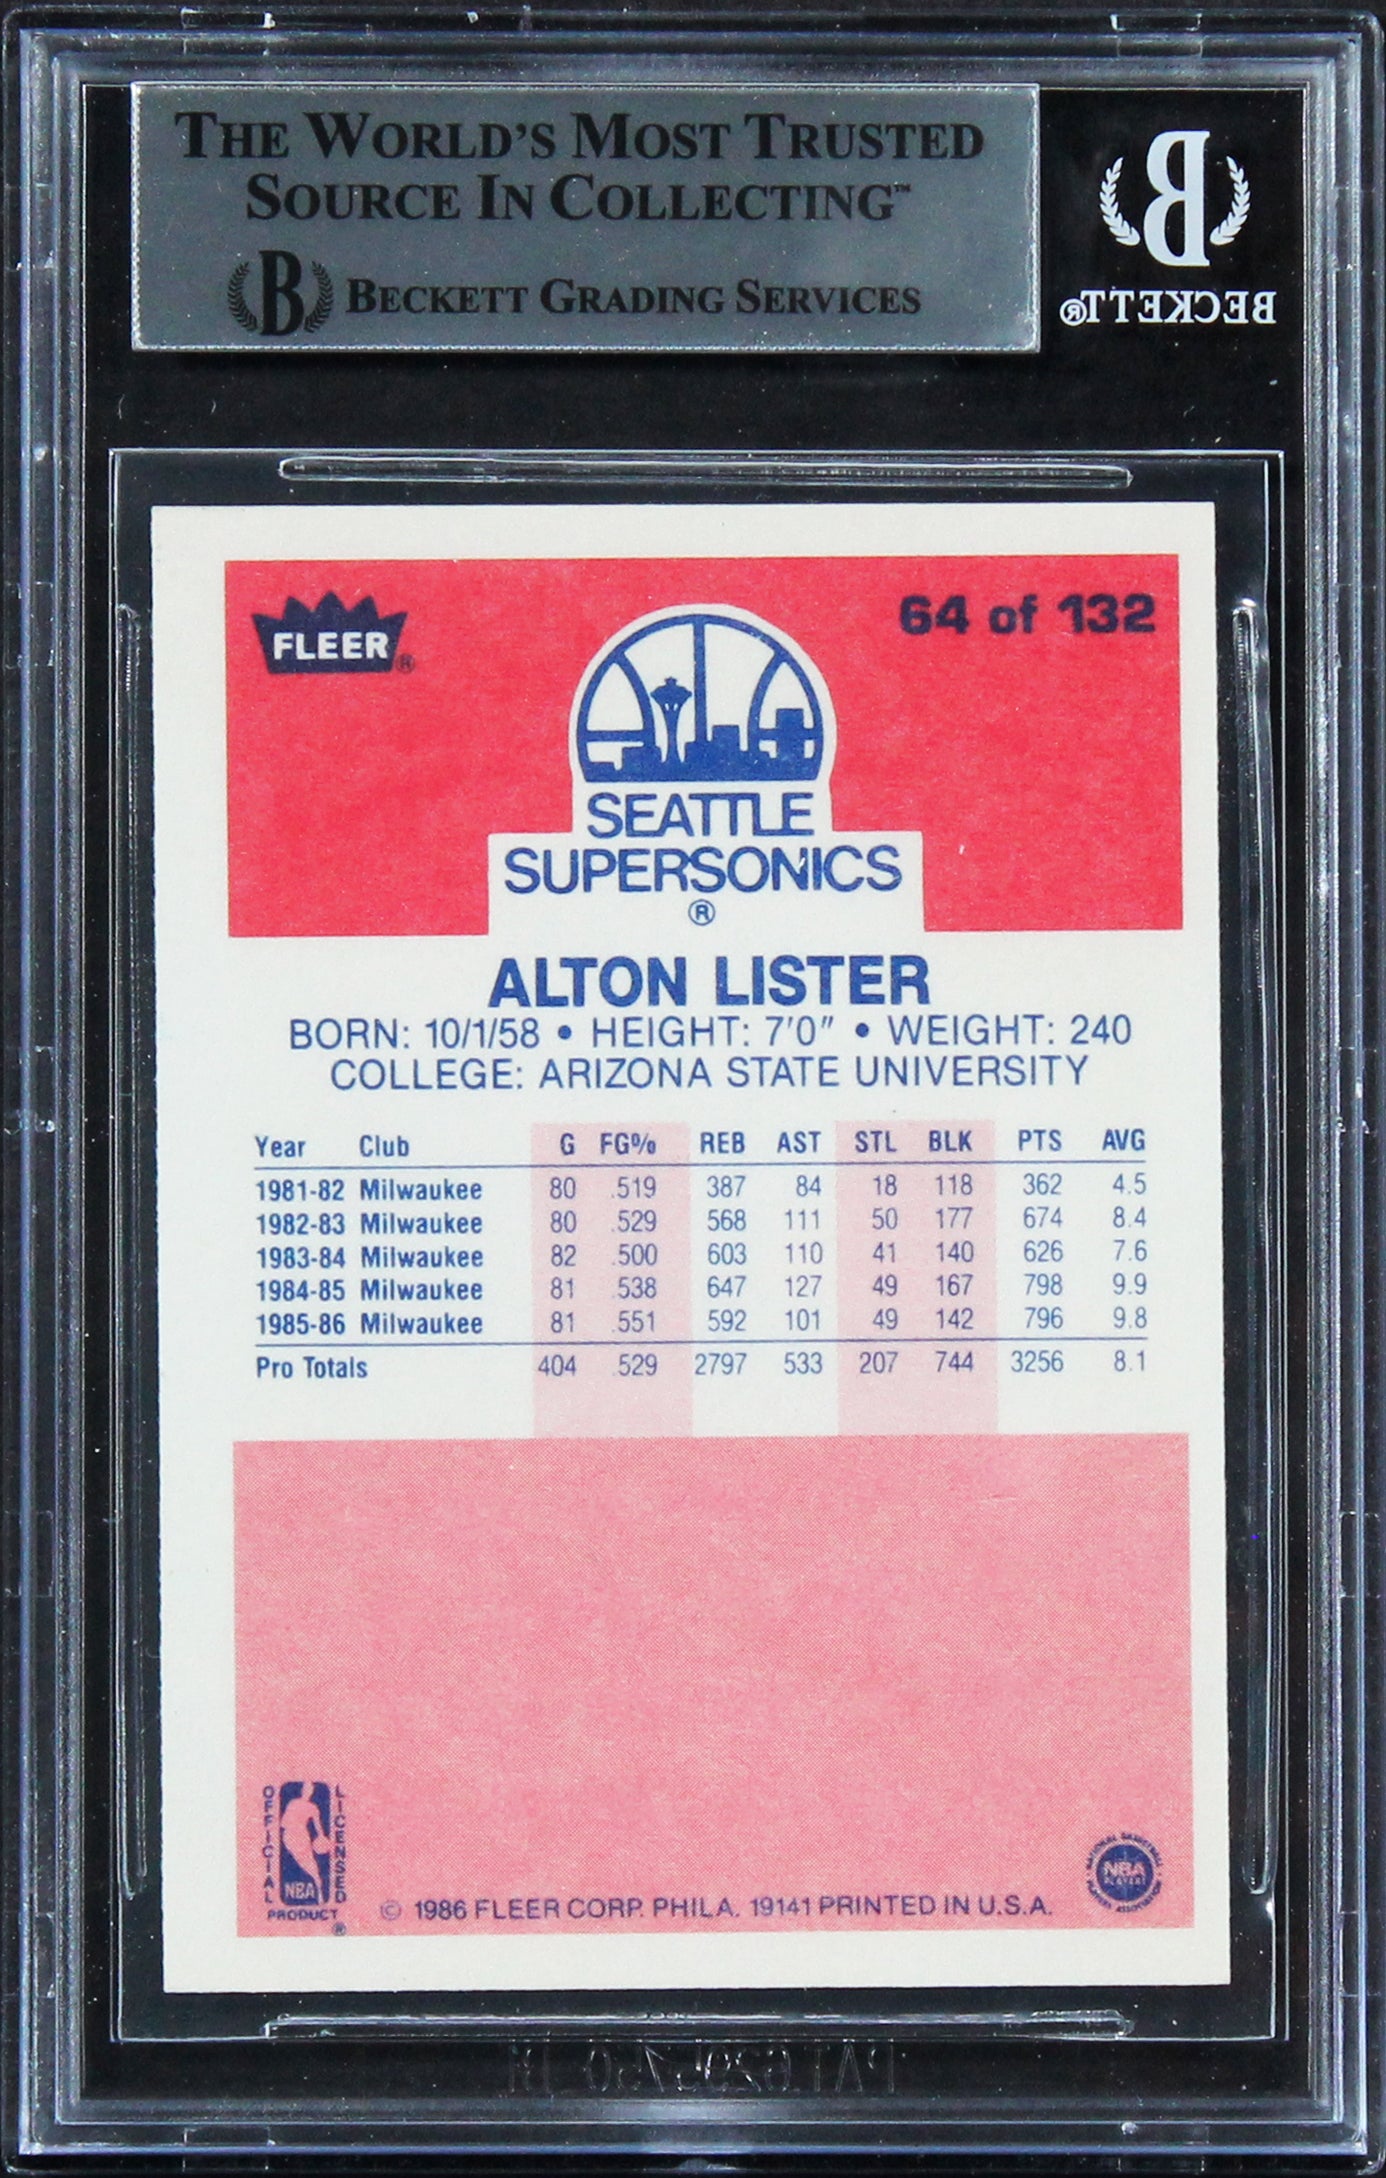 THE WORLD'S MOST TRUSTED
SOURCE IN COLLECTING™
B BECKETT GRADING SERVICES
B
BECKETT®
FLEER®
64 of 132
SEATTLE
SUPERSONICS
®
ALTON LISTER
BORN: 10/1/58 • HEIGHT: 7'0" • WEIGHT: 240
COLLEGE: ARIZONA STATE UNIVERSITY
Year Club G FG% REB AST STL BLK PTS AVG
1981-82 Milwaukee 80 .519 387 84 18 118 362 4.5
1982-83 Milwaukee 80 .529 568 111 50 177 674 8.4
1983-84 Milwaukee 82 .500 603 110 41 140 626 7.6
1984-85 Milwaukee 81 .538 647 127 49 167 798 9.9
1985-86 Milwaukee 81 .551 592 101 49 142 796 9.8
Pro Totals 404 .529 2797 533 207 744 3256 8.1
OFFICIAL
LICENSED
NBA
PRODUCT
®
© 1986 FLEER CORP. PHILA. 19141 PRINTED IN U.S.A.
NATIONAL BASKETBALL
NBA
PLAYERS
PLAYERS ASSOCIATION